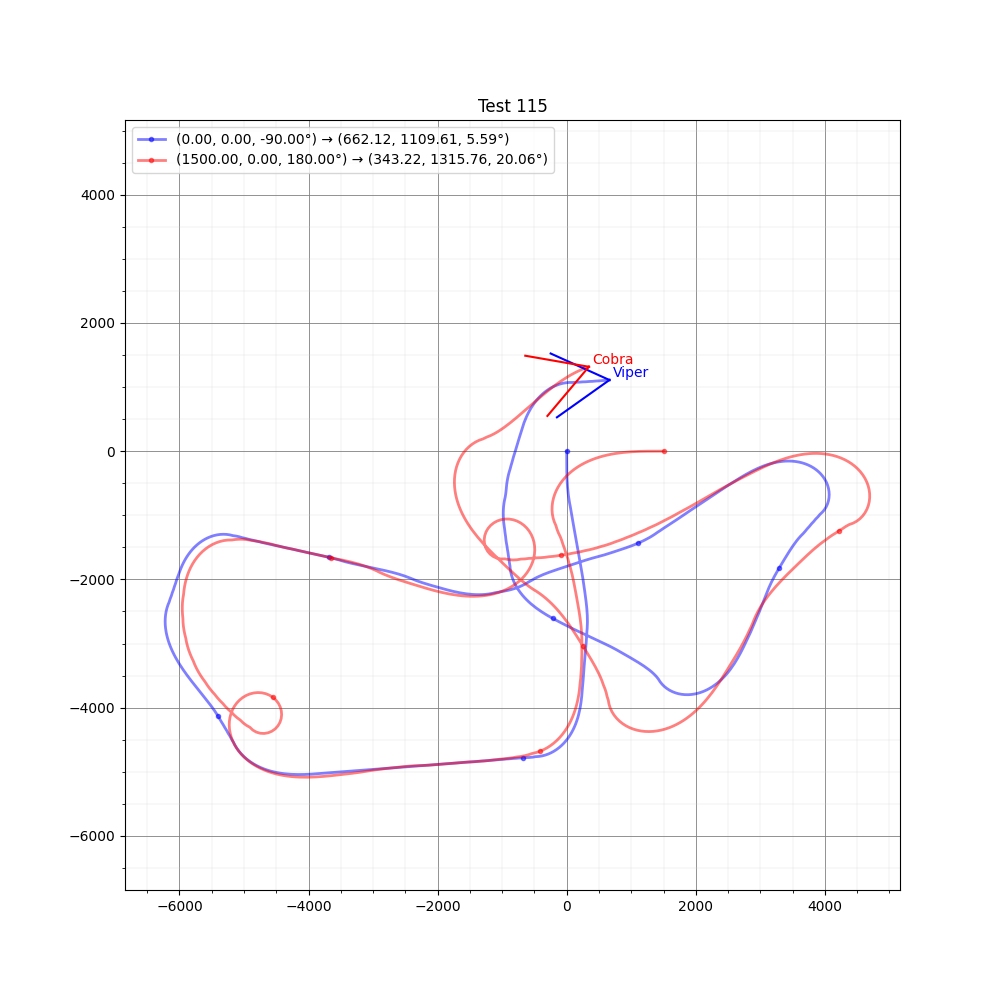 Test 115
(0.00, 0.00, -90.00°) → (662.12, 1109.61, 5.59°)
(1500.00, 0.00, 180.00°) → (343.22, 1315.76, 20.06°)
4000
2000
Cobra
Viper
0
−2000
−4000
−6000
−6000 −4000 −2000 0 2000 4000